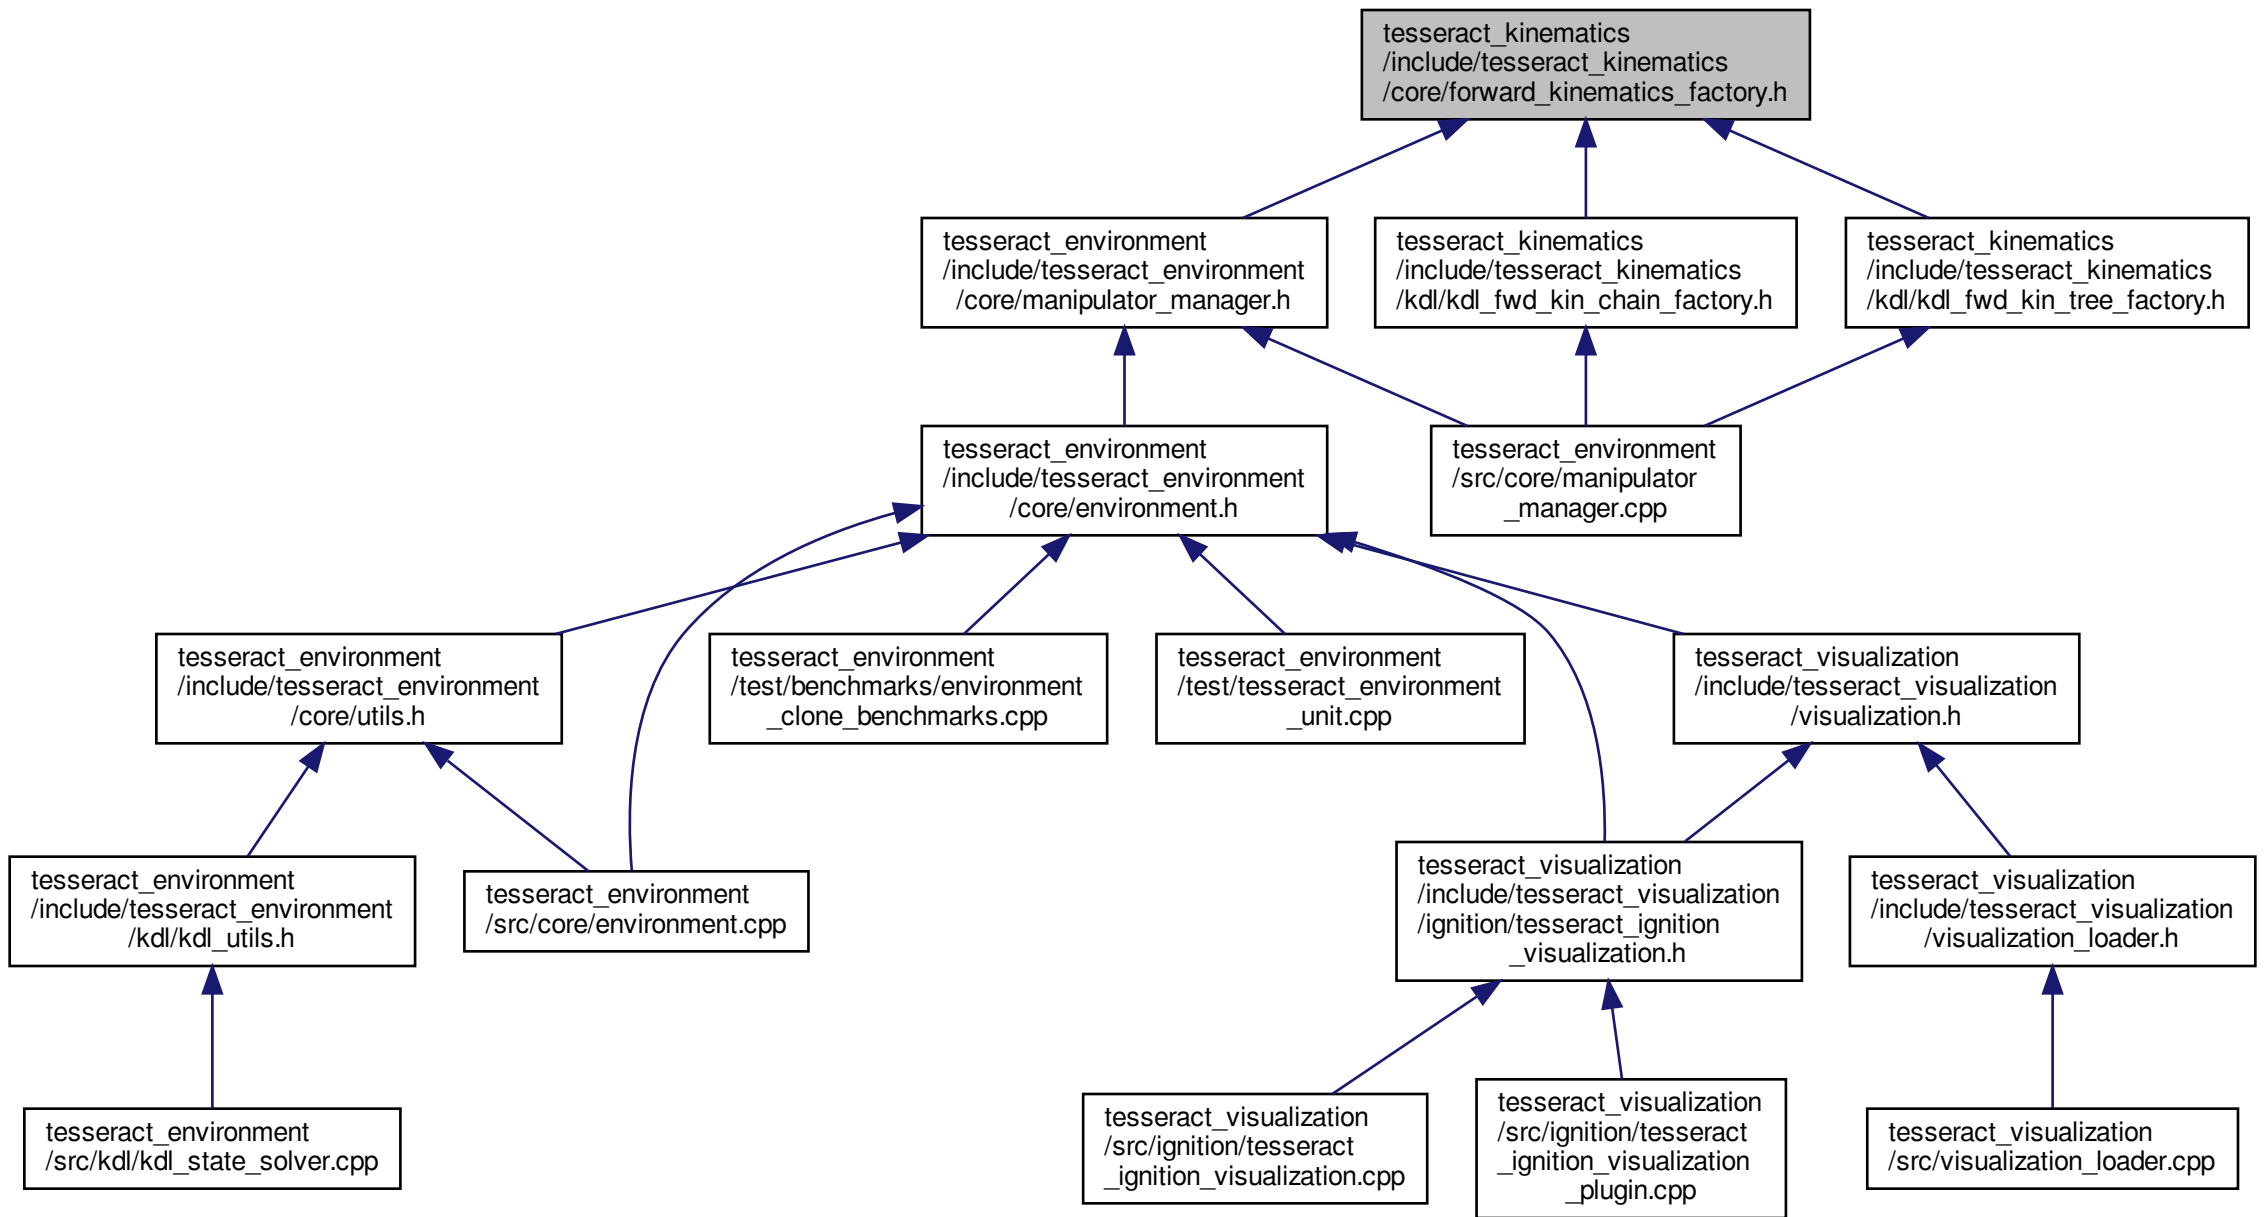 tesseract_kinematics
/include/tesseract_kinematics
/core/forward_kinematics_factory.h
tesseract_environment
/include/tesseract_environment
/core/manipulator_manager.h
tesseract_kinematics
/include/tesseract_kinematics
/kdl/kdl_fwd_kin_chain_factory.h
tesseract_kinematics
/include/tesseract_kinematics
/kdl/kdl_fwd_kin_tree_factory.h
tesseract_environment
/include/tesseract_environment
/core/environment.h
tesseract_environment
/src/core/manipulator
_manager.cpp
tesseract_environment
/include/tesseract_environment
/core/utils.h
tesseract_environment
/test/benchmarks/environment
_clone_benchmarks.cpp
tesseract_environment
/test/tesseract_environment
_unit.cpp
tesseract_visualization
/include/tesseract_visualization
/visualization.h
tesseract_environment
/include/tesseract_environment
/kdl/kdl_utils.h
tesseract_environment
/src/core/environment.cpp
tesseract_visualization
/include/tesseract_visualization
/ignition/tesseract_ignition
_visualization.h
tesseract_visualization
/include/tesseract_visualization
/visualization_loader.h
tesseract_environment
/src/kdl/kdl_state_solver.cpp
tesseract_visualization
/src/ignition/tesseract
_ignition_visualization.cpp
tesseract_visualization
/src/ignition/tesseract
_ignition_visualization
_plugin.cpp
tesseract_visualization
/src/visualization_loader.cpp